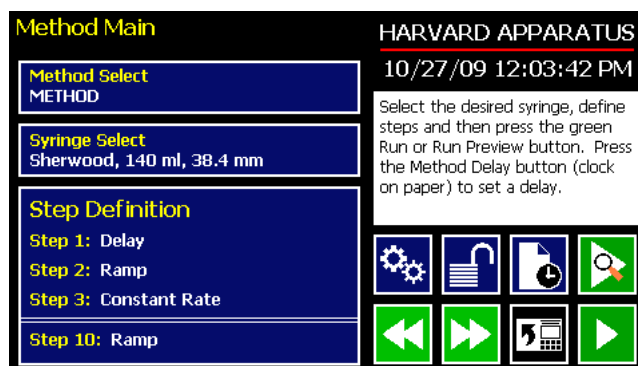 Method Main
Method Select
METHOD
Syringe Select
Sherwood, 140 ml, 38.4 mm
Step Definition
Step 1: Delay
Step 2: Ramp
Step 3: Constant Rate
Step 10: Ramp
HARVARD APPARATUS
10/27/09 12:03:42 PM
Select the desired syringe, define
steps and then press the green
Run or Run Preview button. Press
the Method Delay button (clock
on paper) to set a delay.